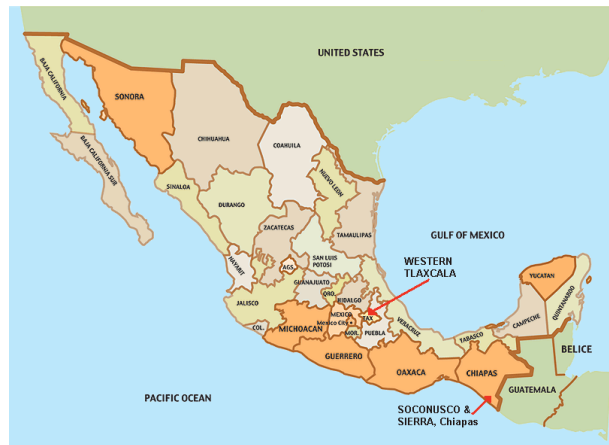 UNITED STATES
BAJA CALIFORNIA
SONORA
CHIHUAHUA
COAHUILA
BAJA CALIFORNIA SUR
NUEVO LEON
SINALOA
DURANGO
ZACATECAS
TAMAULIPAS
GULF OF MEXICO
NAYARIT
AGS.
SAN LUIS
POTOSI
WESTERN
TLAXCALA
YUCATAN
GUANAJUATO
QRO.
HIDALGO
QUINTANAROO
JALISCO
CAMPECHE
COL.
MICHOACAN
MEXICO
Mexico City
TAX
MOR.
PUEBLA
VERACRUZ
TABASCO
BELICE
GUERRERO
OAXACA
CHIAPAS
GUATEMALA
PACIFIC OCEAN
SOCONUSCO &
SIERRA, Chiapas